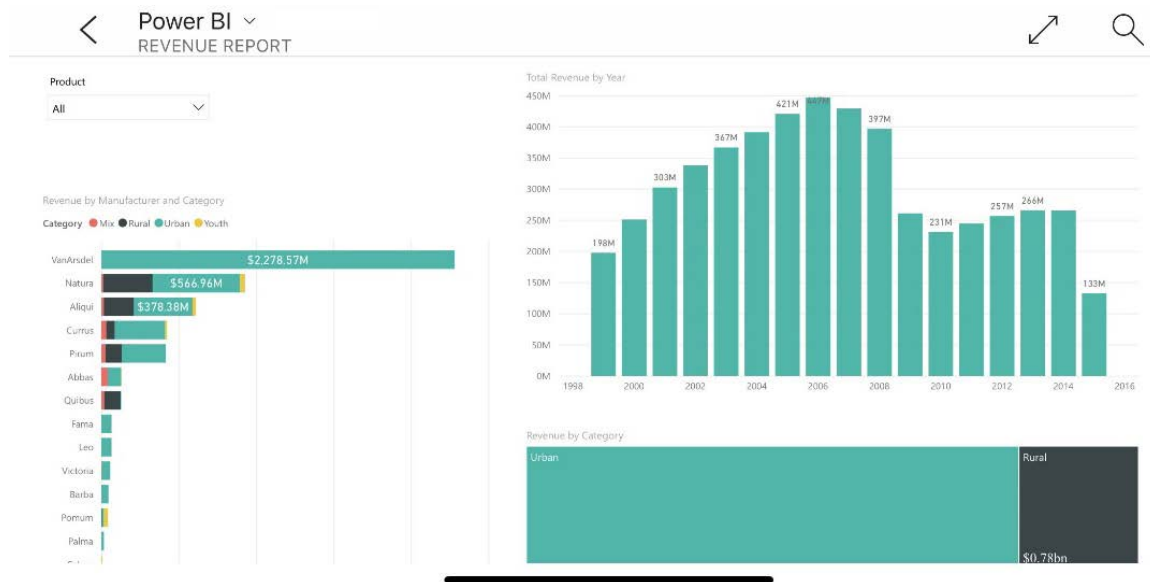 Power BI
REVENUE REPORT
Product
All
Revenue by Manufacturer and Category
Category Mix Rural Urban Youth
VanArsdel $2,278.57M
Natura $566.96M
Aliqui $378.38M
Currus
Pirum
Abbas
Quibus
Fama
Leo
Victoria
Barba
Pomum
Palma
Total Revenue by Year
450M
400M
350M
300M
250M
200M
150M
100M
50M
0M
198M
303M
367M
421M
447M
397M
231M
257M
266M
133M
1998 2000 2002 2004 2006 2008 2010 2012 2014 2016
Revenue by Category
Urban
Rural
$0.78bn